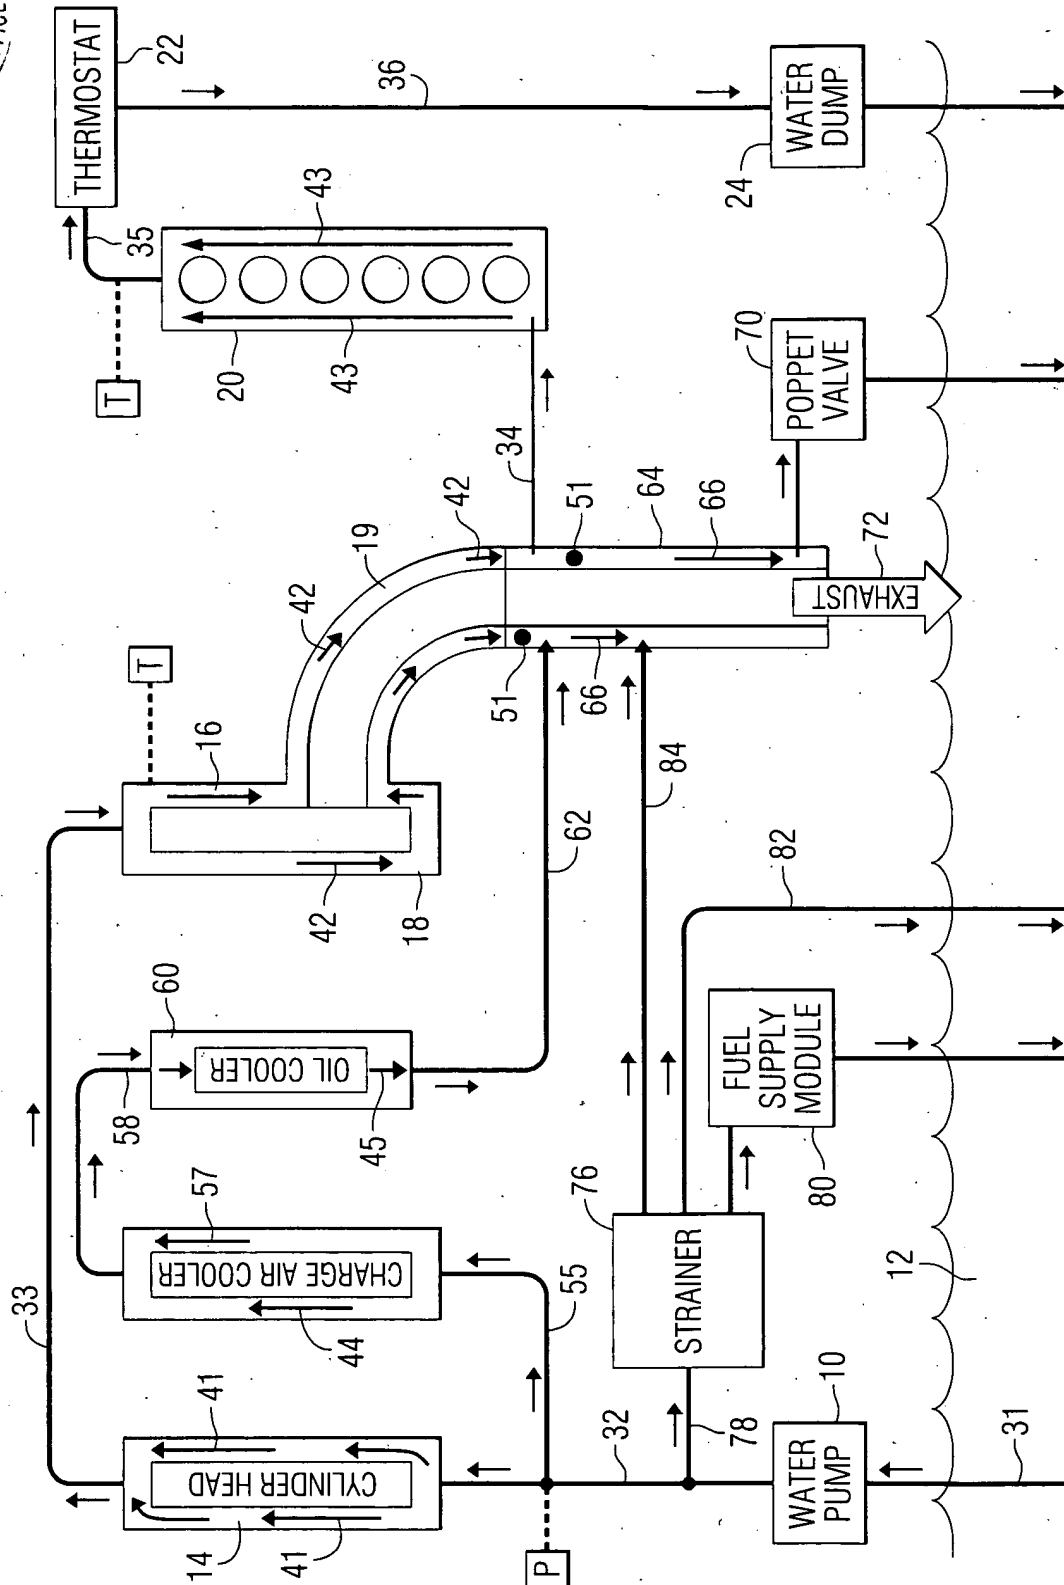 THERMOSTAT
22
36
WATER
DUMP
24
35
43
43
20
T
34
POPPET
VALVE
70
42
19
42
51
64
66
EXHAUST
72
T
16
51
66
84
42
18
62
82
60
OIL COOLER
58
45
FUEL
SUPPLY
MODULE
80
57
CHARGE AIR COOLER
44
55
76
STRAINER
12
33
41
CYLINDER HEAD
14
41
32
78
P
WATER
PUMP
10
31